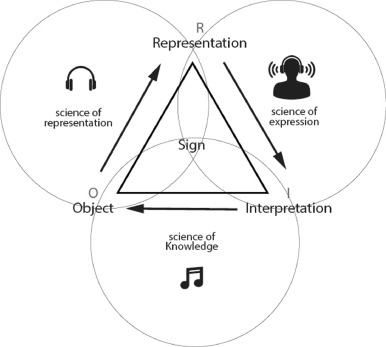 R
Representation
science of
representation
science of
expression
Sign
O
Object
I
Interpretation
science of
Knowledge